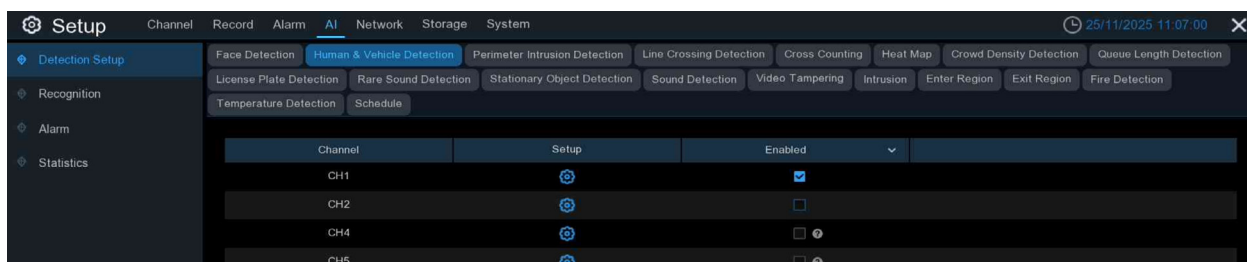 Setup Channel Record Alarm AI Network Storage System 25/11/2025 11:07:00
Detection Setup
Recognition
Alarm
Statistics
Face Detection Human & Vehicle Detection Perimeter Intrusion Detection Line Crossing Detection Cross Counting Heat Map Crowd Density Detection Queue Length Detection
License Plate Detection Rare Sound Detection Stationary Object Detection Sound Detection Video Tampering Intrusion Enter Region Exit Region Fire Detection
Temperature Detection Schedule
Channel Setup Enabled
CH1
CH2
CH4 ?
CH5 ?